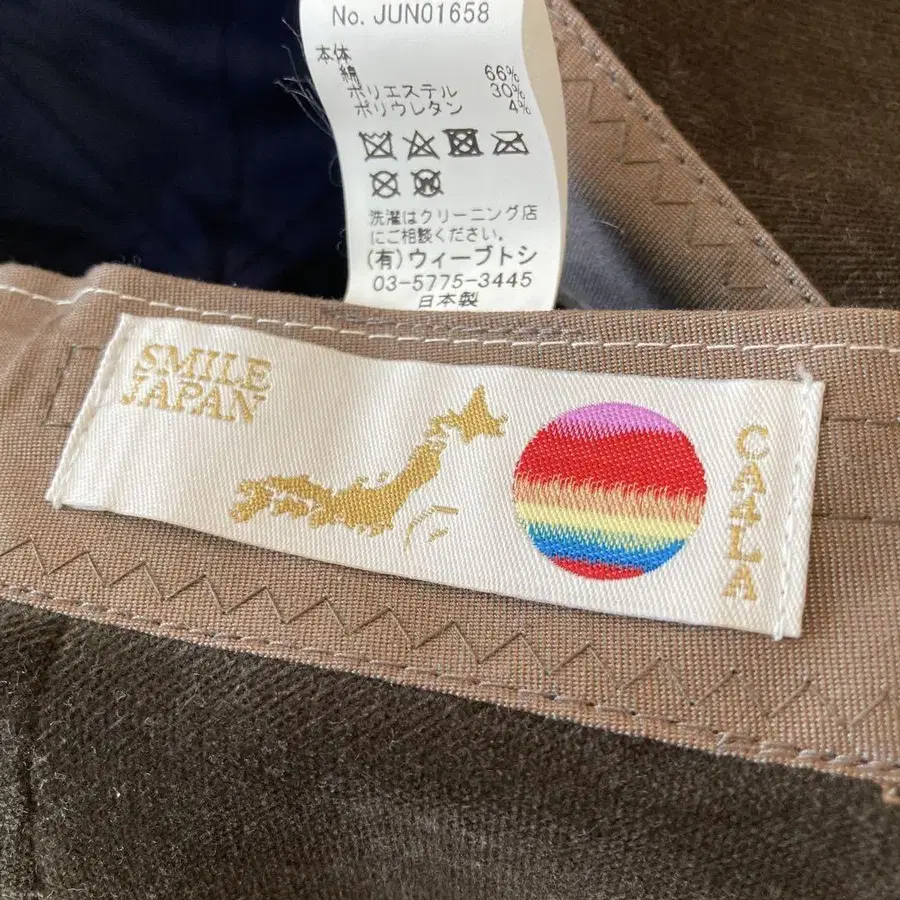 No. JUN01658
本体
綿 66%
ポリエステル 30%
ポリウレタン 4%
洗濯はクリーニング店
にご相談ください。
(有)ウィーブトシ
03-5775-3445
日本製
SMILE
JAPAN
CA4LA